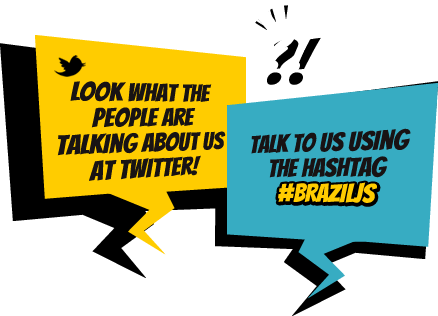 LOOK WHAT THE
PEOPLE ARE
TALKING ABOUT US
AT TWITTER!
?!
TALK TO US USING
THE HASHTAG
#BRAZILJS